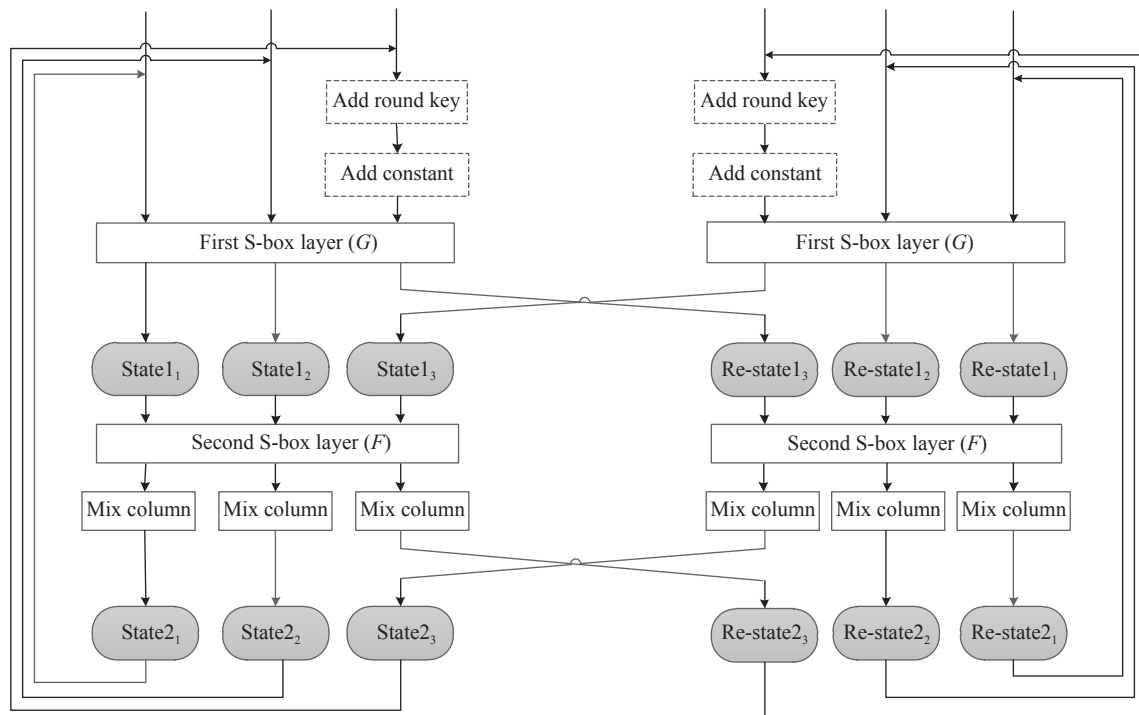 Add round key
Add round key
Add constant
Add constant
First S-box layer (G)
First S-box layer (G)
State1₁
State1₂
State1₃
Re-state1₃
Re-state1₂
Re-state1₁
Second S-box layer (F)
Second S-box layer (F)
Mix column
Mix column
Mix column
Mix column
Mix column
Mix column
State2₁
State2₂
State2₃
Re-state2₃
Re-state2₂
Re-state2₁